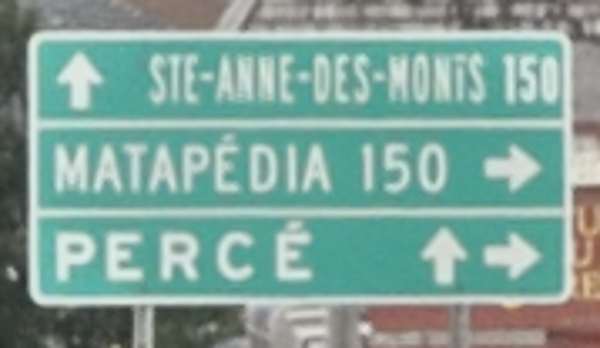 STE-ANNE-DES-MONTS 150
MATAPÉDIA 150
PERCÉ